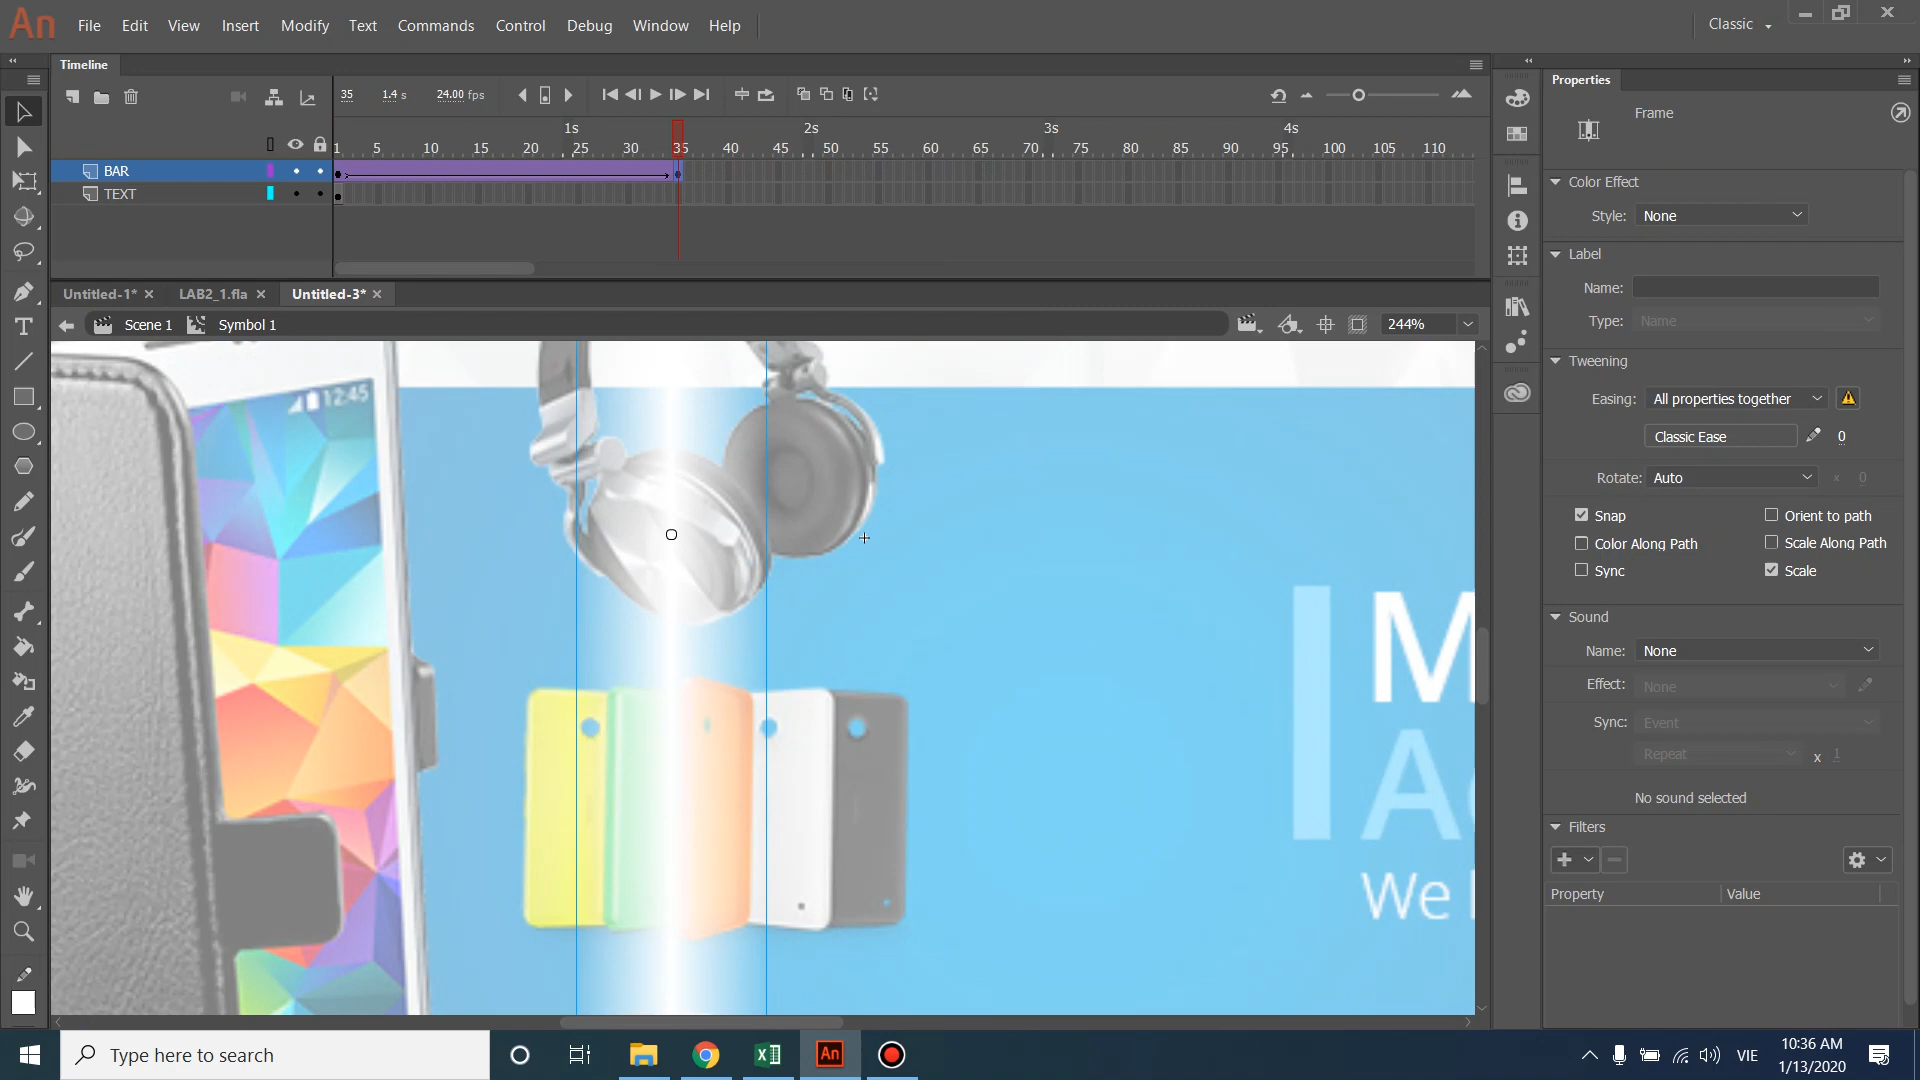 An File Edit View Insert Modify Text Commands Control Debug Window Help Classic
Timeline
35 1.4 s 24.00 fps
1s 2s 3s 4s
1 5 10 15 20 25 30 35 40 45 50 55 60 65 70 75 80 85 90 95 100 105 110
BAR
TEXT
Untitled-1* LAB2_1.fla Untitled-3*
Scene 1 Symbol 1 244%
12:45
M
A
We
Properties
Frame
Color Effect
Style: None
Label
Name:
Type: Name
Tweening
Easing: All properties together
Classic Ease 0
Rotate: Auto x 0
Snap Orient to path
Color Along Path Scale Along Path
Sync Scale
Sound
Name: None
Effect: None
Sync: Event
Repeat x 1
No sound selected
Filters
Property Value
Type here to search
An
VIE
10:36 AM
1/13/2020